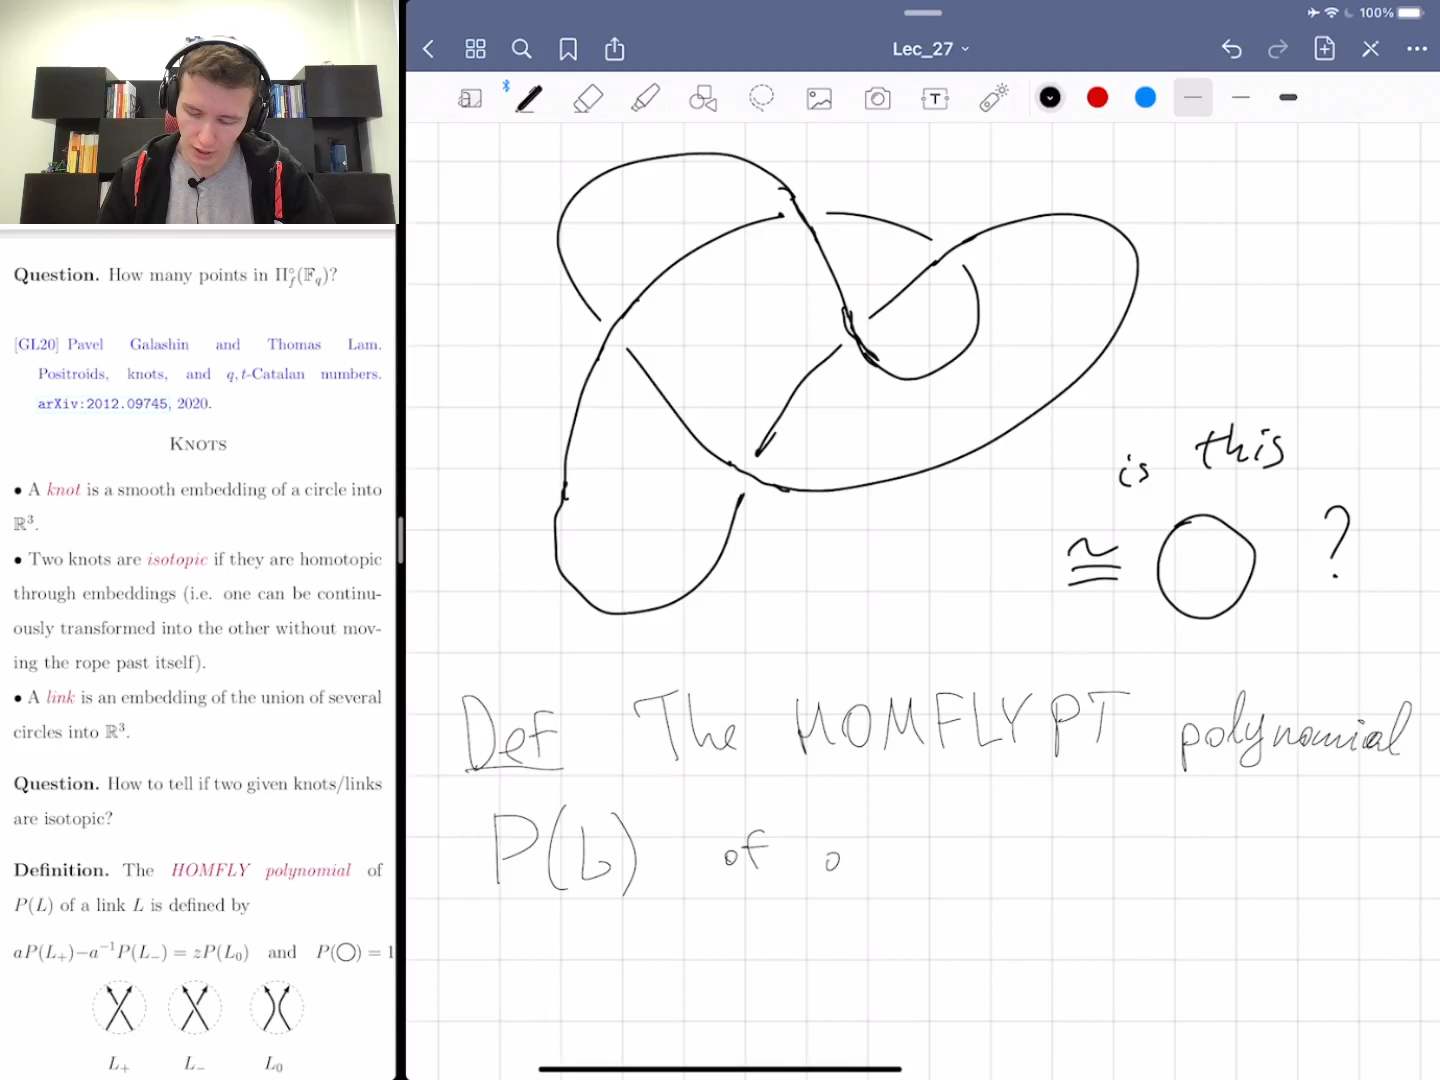 100%
Lec_27
T
Question. How many points in Π°_f(𝔽_q)?
[GL20] Pavel Galashin and Thomas Lam.
Positroids, knots, and q,t-Catalan numbers.
arXiv:2012.09745, 2020.
Knots
• A knot is a smooth embedding of a circle into
ℝ³.
• Two knots are isotopic if they are homotopic
through embeddings (i.e. one can be continu-
ously transformed into the other without mov-
ing the rope past itself).
• A link is an embedding of the union of several
circles into ℝ³.
Question. How to tell if two given knots/links
are isotopic?
Definition. The HOMFLY polynomial of
P(L) of a link L is defined by
aP(L₊)−a⁻¹P(L₋) = zP(L₀) and P(◯) = 1
L₊ L₋ L₀
is this
≅ ◯ ?
Def The HOMFLYPT polynomial
P(L) of